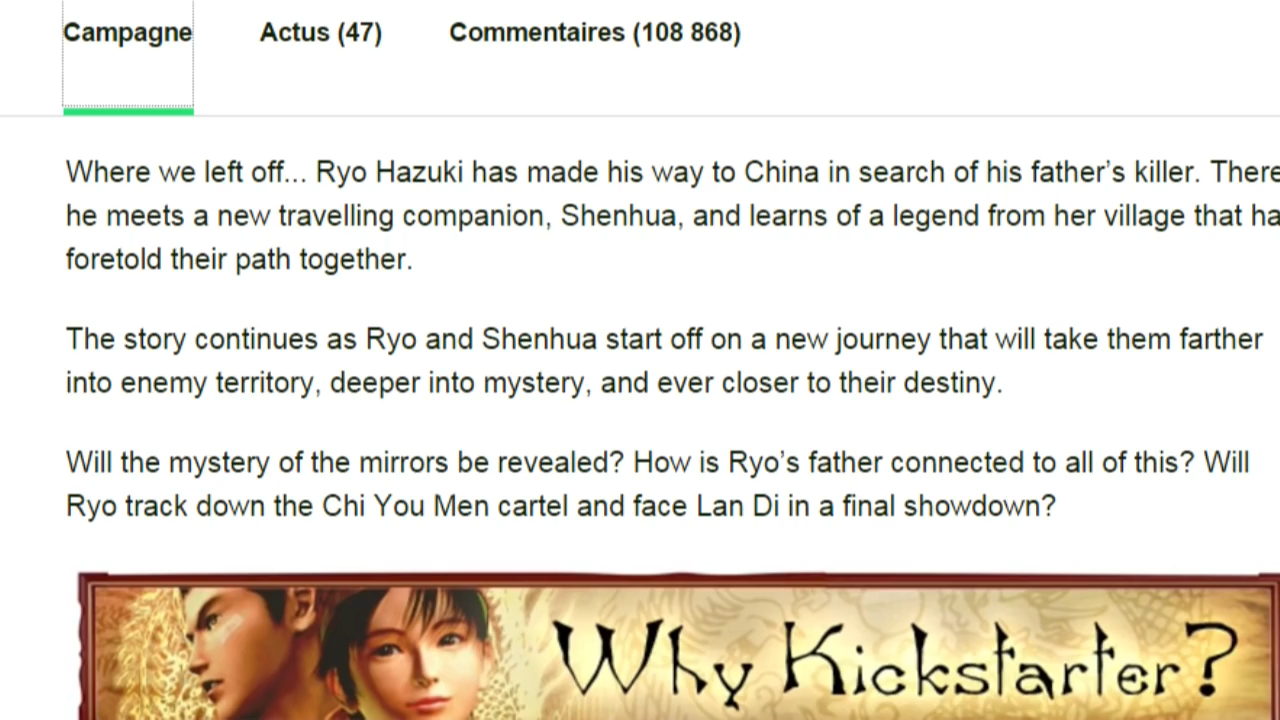 Campagne Actus (47) Commentaires (108 868)
Where we left off... Ryo Hazuki has made his way to China in search of his father’s killer. There
he meets a new travelling companion, Shenhua, and learns of a legend from her village that ha
foretold their path together.
The story continues as Ryo and Shenhua start off on a new journey that will take them farther
into enemy territory, deeper into mystery, and ever closer to their destiny.
Will the mystery of the mirrors be revealed? How is Ryo’s father connected to all of this? Will
Ryo track down the Chi You Men cartel and face Lan Di in a final showdown?
Why Kickstarter?